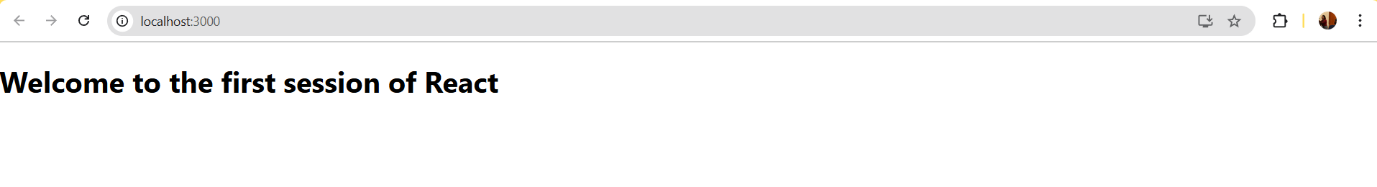 localhost:3000
Welcome to the first session of React